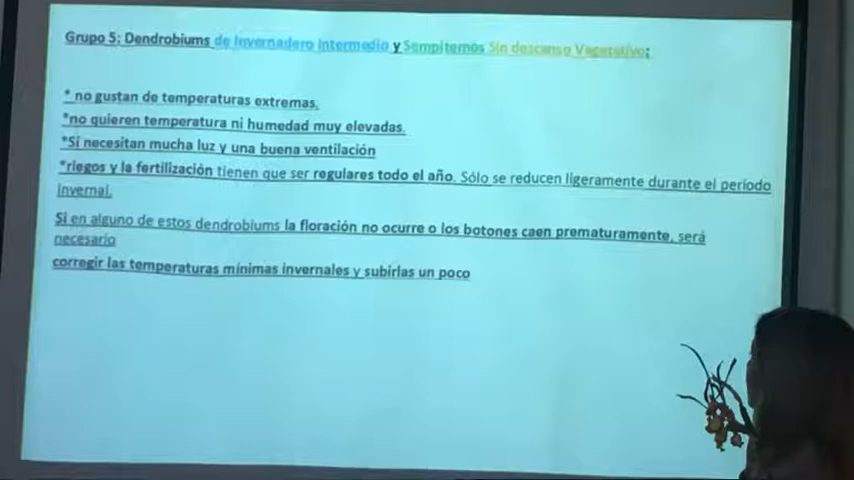 Grupo 5: Dendrobiums de Invernadero Intermedio y Sempiternos Sin descanso Vegetativo:
* no gustan de temperaturas extremas.
*no quieren temperatura ni humedad muy elevadas.
*Sí necesitan mucha luz y una buena ventilación
*riegos y la fertilización tienen que ser regulares todo el año. Sólo se reducen ligeramente durante el período
invernal.
Si en alguno de estos dendrobiums la floración no ocurre o los botones caen prematuramente, será
necesario
corregir las temperaturas mínimas invernales y subirlas un poco